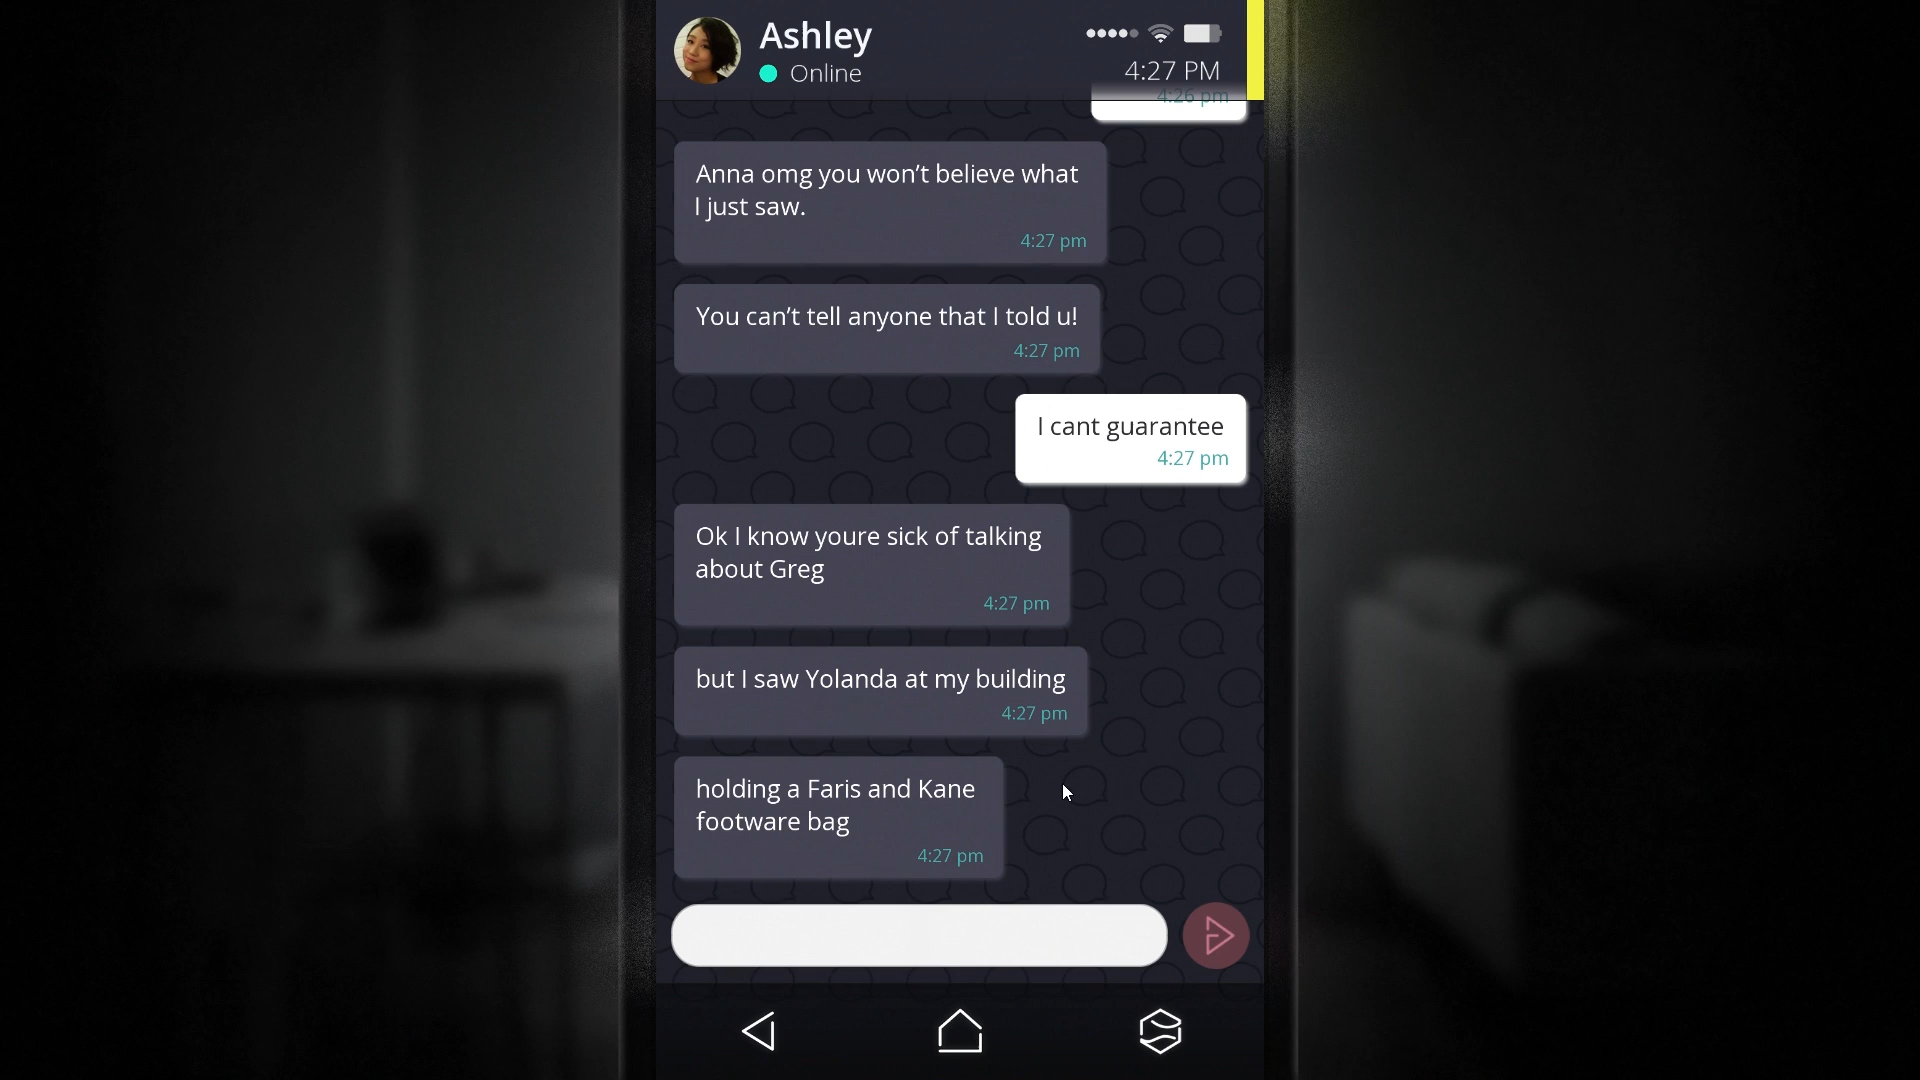 Ashley
Online
4:27 PM
4:26 pm
Anna omg you won’t believe what
I just saw.
4:27 pm
You can’t tell anyone that I told u!
4:27 pm
I cant guarantee
4:27 pm
Ok I know youre sick of talking
about Greg
4:27 pm
but I saw Yolanda at my building
4:27 pm
holding a Faris and Kane
footware bag
4:27 pm